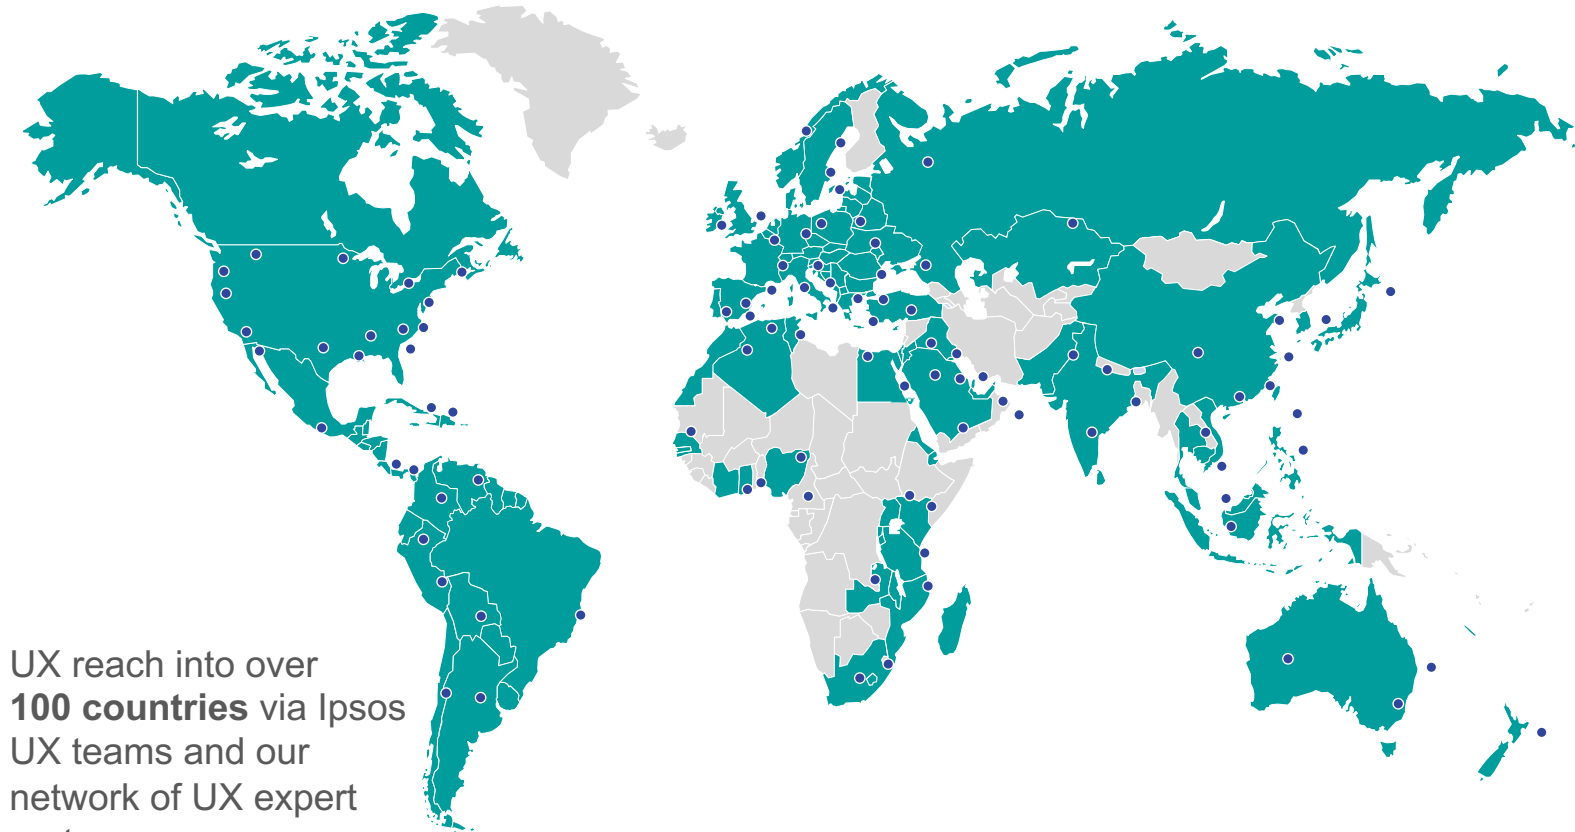 UX reach into over
100 countries via Ipsos
UX teams and our
network of UX expert